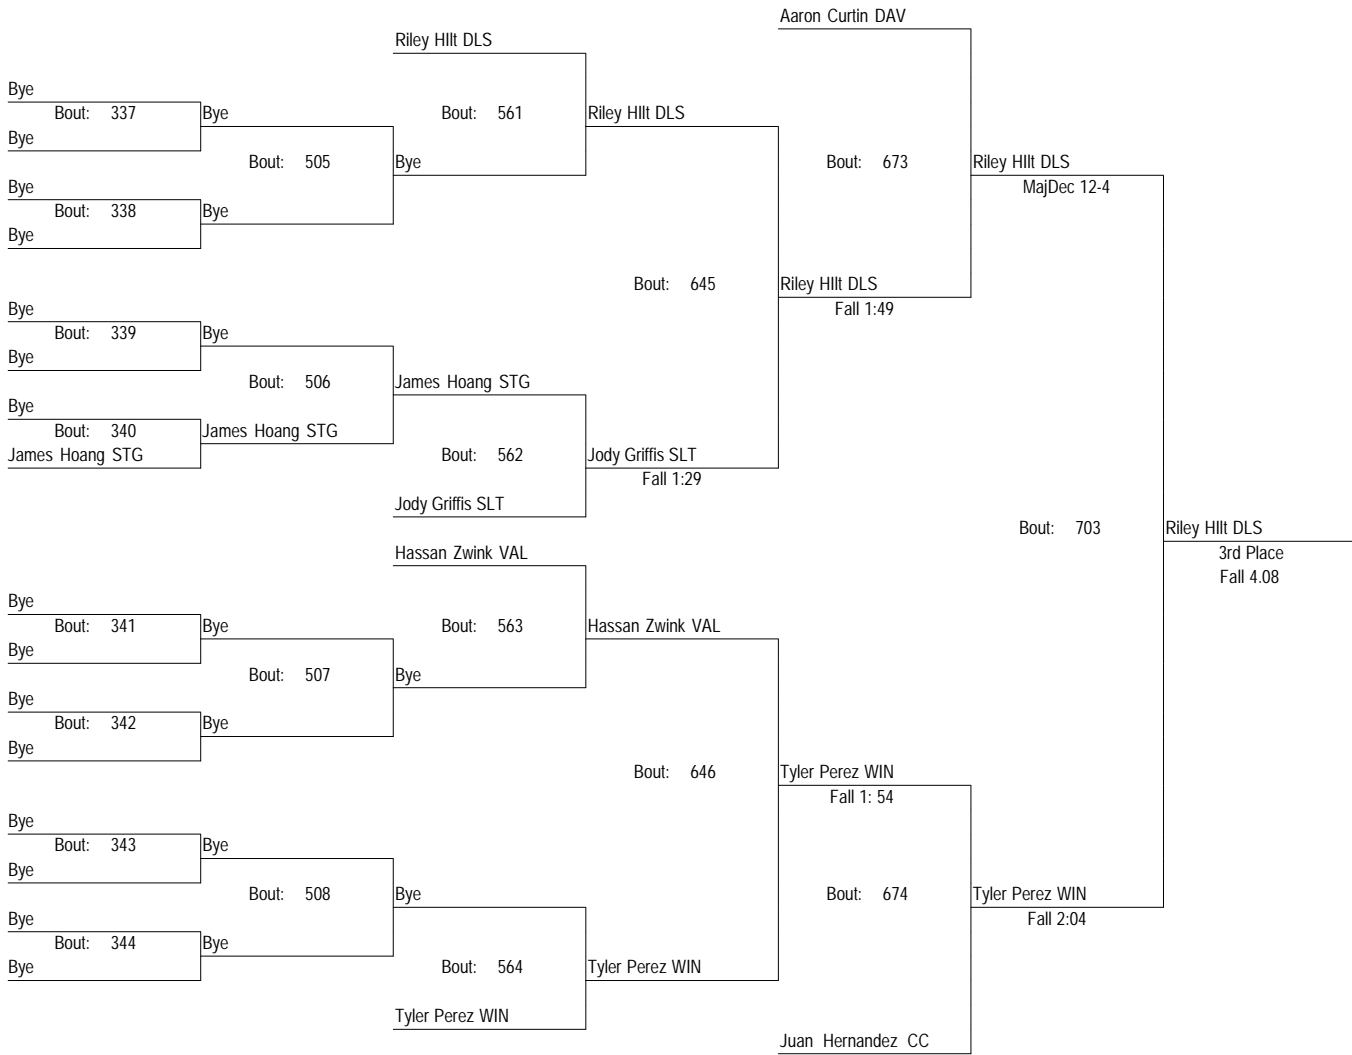 Aaron Curtin DAV
Riley HIlt DLS
Bye
Bout: 337
Bye
Bout: 561
Riley HIlt DLS
Bye
Bout: 505
Bye
Bout: 673
Riley HIlt DLS
MajDec 12-4
Bye
Bout: 338
Bye
Bye
Bout: 645
Riley HIlt DLS
Fall 1:49
Bye
Bout: 339
Bye
Bye
Bout: 506
James Hoang STG
Bye
Bout: 340
James Hoang STG
James Hoang STG
Bout: 562
Jody Griffis SLT
Fall 1:29
Jody Griffis SLT
Bout: 703
Riley HIlt DLS
3rd Place
Fall 4.08
Hassan Zwink VAL
Bye
Bout: 341
Bye
Bout: 563
Hassan Zwink VAL
Bye
Bout: 507
Bye
Bye
Bout: 342
Bye
Bye
Bout: 646
Tyler Perez WIN
Fall 1: 54
Bye
Bout: 343
Bye
Bye
Bout: 508
Bye
Bout: 674
Tyler Perez WIN
Fall 2:04
Bye
Bout: 344
Bye
Bye
Bout: 564
Tyler Perez WIN
Tyler Perez WIN
Juan Hernandez CC